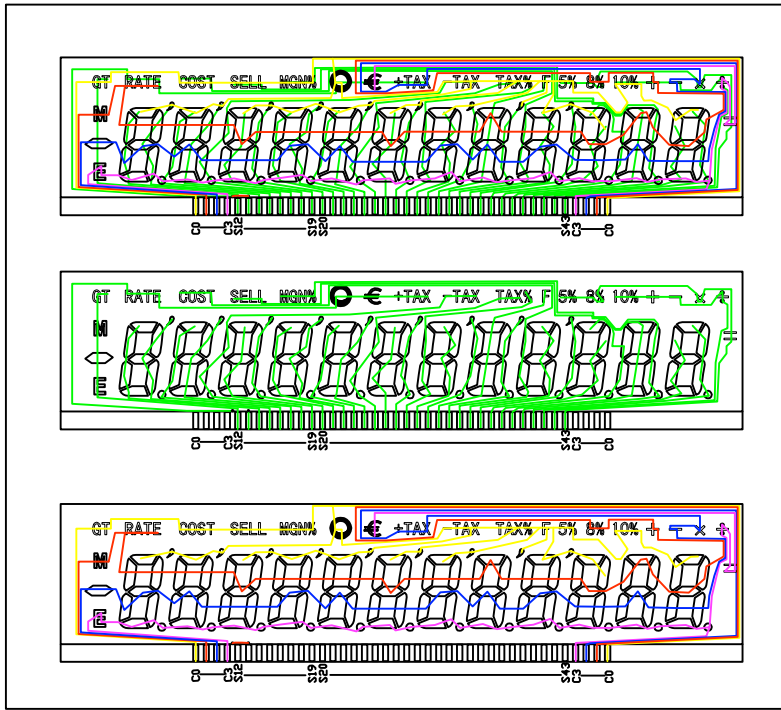 GT RATE COST SELL MGN% € +TAX -TAX TAX% F 5% 8% 10% + - × ÷
M
E
=
C0 C3 S12 S19 S20 S43 C3 C0
GT RATE COST SELL MGN% € +TAX -TAX TAX% F 5% 8% 10% + - × ÷
M
E
=
C0 C3 S12 S19 S20 S43 C3 C0
GT RATE COST SELL MGN% € +TAX -TAX TAX% F 5% 8% 10% + - × ÷
M
E
=
C0 C3 S12 S19 S20 S43 C3 C0